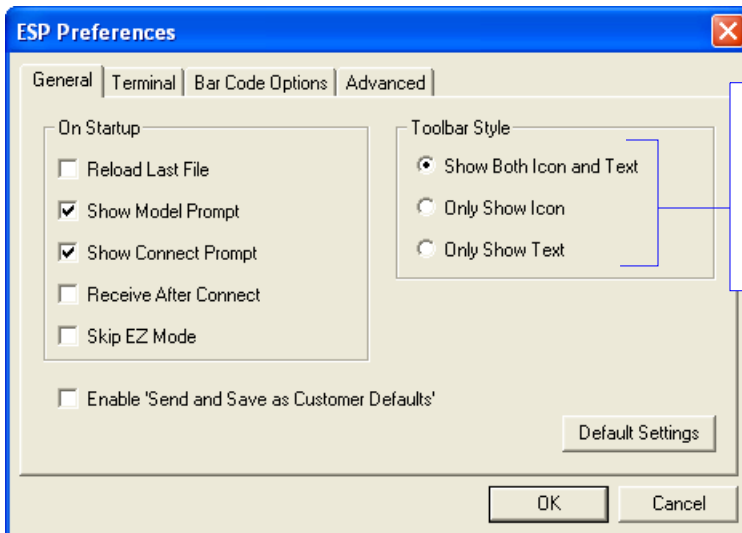 ESP Preferences
General
Terminal
Bar Code Options
Advanced
On Startup
Reload Last File
Show Model Prompt
Show Connect Prompt
Receive After Connect
Skip EZ Mode
Toolbar Style
Show Both Icon and Text
Only Show Icon
Only Show Text
Enable 'Send and Save as Customer Defaults'
Default Settings
OK
Cancel